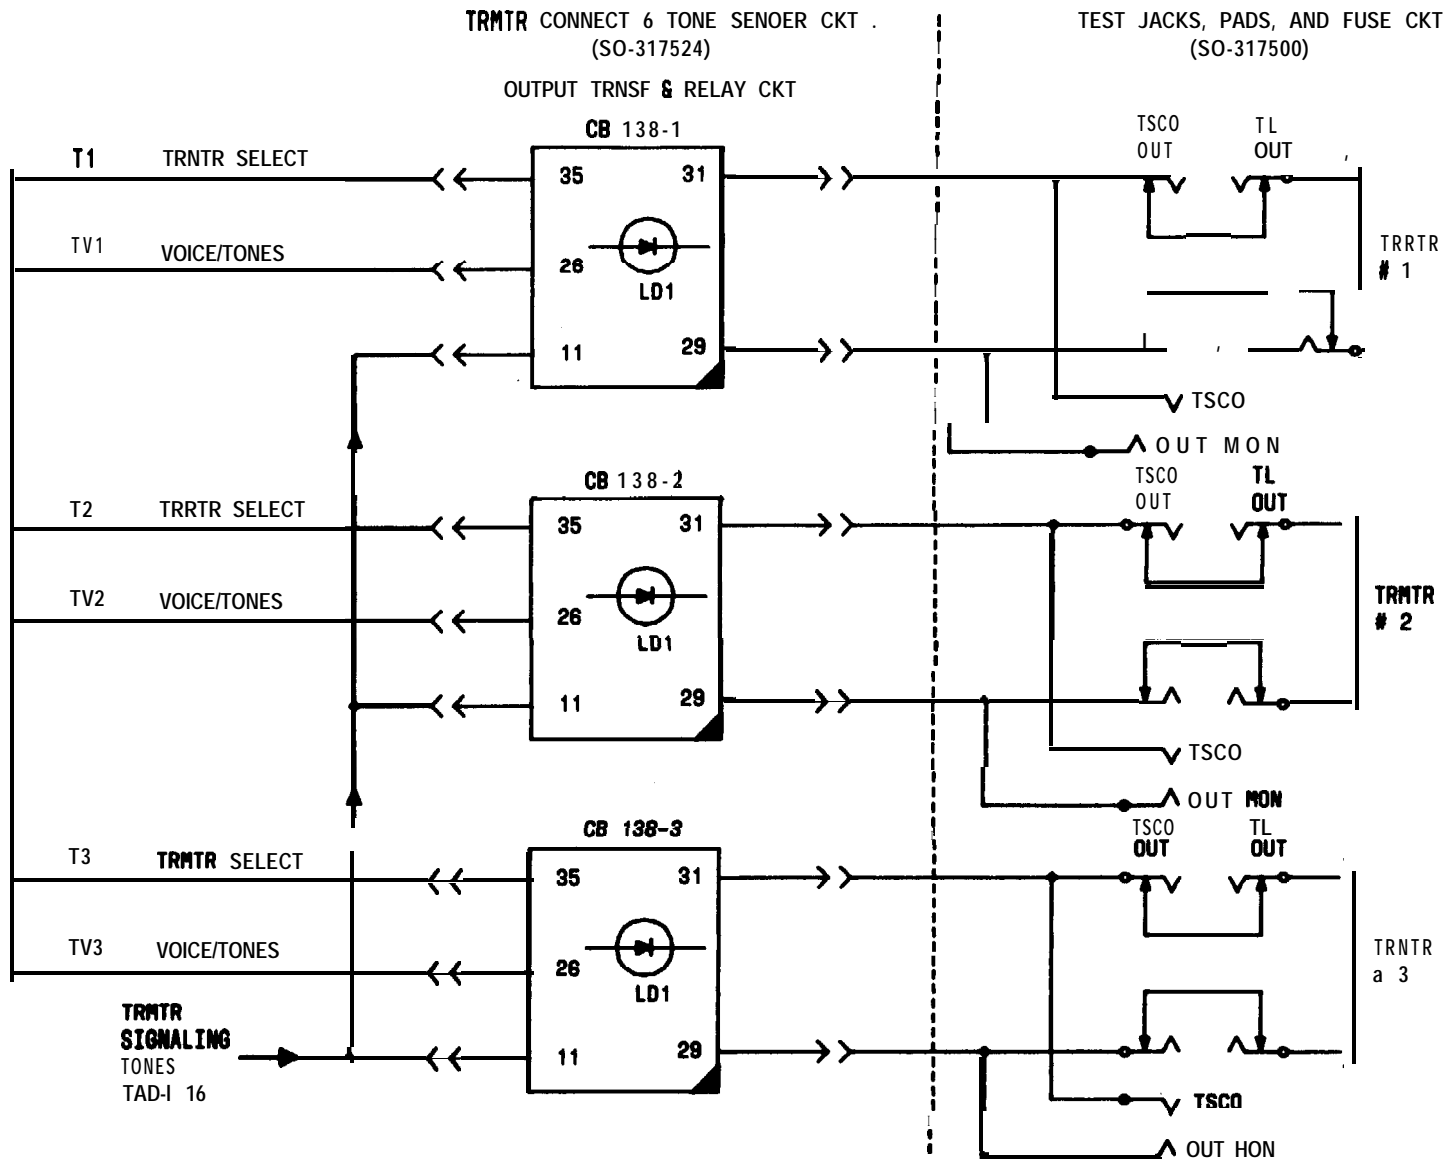 TRMTR CONNECT 6 TONE SENOER CKT .
(SO-317524)
TEST JACKS, PADS, AND FUSE CKT
(SO-317500)
OUTPUT TRNSF & RELAY CKT
CB 138-1
TSCO
OUT
TL
OUT
T1 TRNTR SELECT
35 31
TV1 VOICE/TONES
26
LD1
11 29
TRRTR
# 1
TSCO
OUT MON
CB 138-2
TSCO
OUT
TL
OUT
T2 TRRTR SELECT
35 31
TV2 VOICE/TONES
26
LD1
11 29
TRMTR
# 2
TSCO
OUT MON
CB 138-3
TSCO
OUT
TL
OUT
T3 TRMTR SELECT
35 31
TV3 VOICE/TONES
26
LD1
11 29
TRNTR
a 3
TRMTR
SIGNALING
TONES
TAD-I 16
TSCO
OUT HON